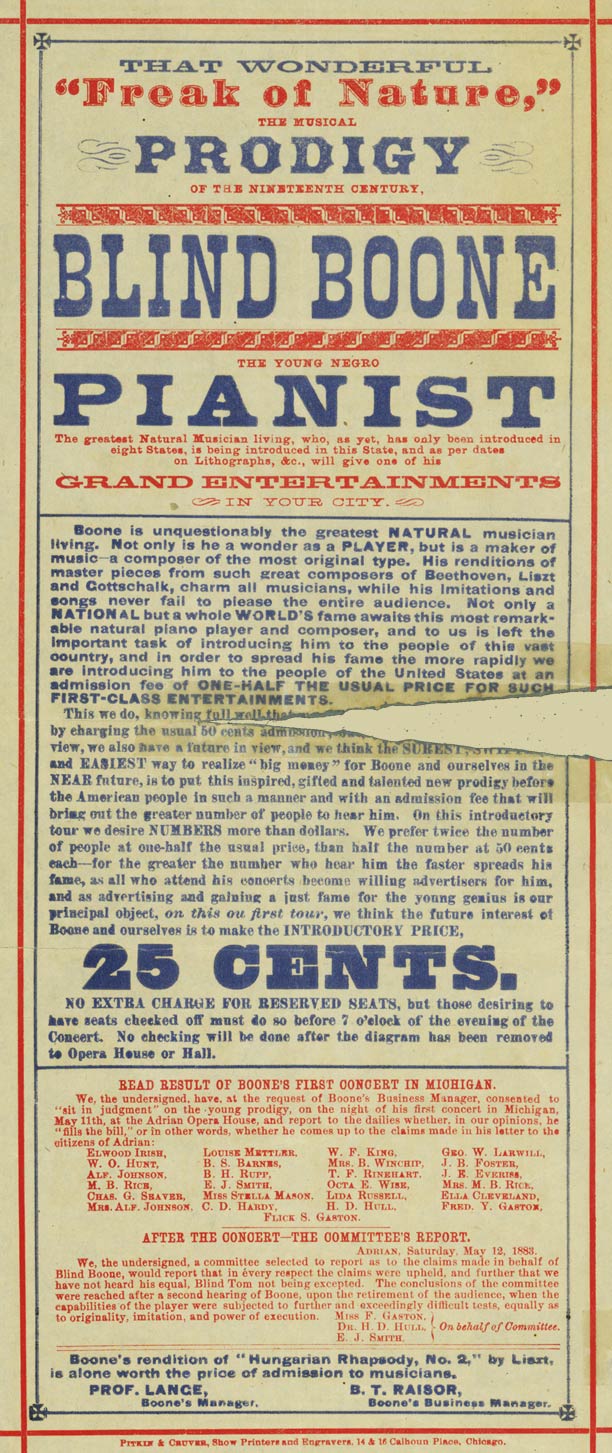 THAT WONDERFUL
"Freak of Nature,"
THE MUSICAL
PRODIGY
OF THE NINETEENTH CENTURY,
BLIND BOONE
THE YOUNG NEGRO
PIANIST
The greatest Natural Musician living, who, as yet, has only been introduced in
eight States, is being introduced in this State, and as per dates
on Lithographs, &c., will give one of his
GRAND ENTERTAINMENTS
IN YOUR CITY.
Boone is unquestionably the greatest NATURAL musician
living. Not only is he a wonder as a PLAYER, but is a maker of
music—a composer of the most original type. His renditions of
master pieces from such great composers of Beethoven, Liszt
and Gottschalk, charm all musicians, while his imitations and
songs never fail to please the entire audience. Not only a
NATIONAL but a whole WORLD'S fame awaits this most remark-
able natural piano player and composer, and to us is left the
important task of introducing him to the people of this vast
country, and in order to spread his fame the more rapidly we
are introducing him to the people of the United States at an
admission fee of ONE-HALF THE USUAL PRICE FOR SUCH
FIRST-CLASS ENTERTAINMENTS.
This we do, knowing full well that
by charging the usual 50 cents admission,
view, we also have a future in view, and we think the SUREST,
and EASIEST way to realize "big money" for Boone and ourselves in the
NEAR future, is to put this inspired, gifted and talented new prodigy before
the American people in such a manner and with an admission fee that will
bring out the greater number of people to hear him. On this introductory
tour we desire NUMBERS more than dollars. We prefer twice the number
of people at one-half the usual price, than half the number at 50 cents
each—for the greater the number who hear him the faster spreads his
fame, as all who attend his concerts become willing advertisers for him,
and as advertising and gaining a just fame for the young genius is our
principal object, on this ou first tour, we think the future interest of
Boone and ourselves is to make the INTRODUCTORY PRICE,
25 CENTS.
NO EXTRA CHARGE FOR RESERVED SEATS, but those desiring to
have seats checked off must do so before 7 o'clock of the evening of the
Concert. No checking will be done after the diagram has been removed
to Opera House or Hall.
READ RESULT OF BOONE'S FIRST CONCERT IN MICHIGAN.
We, the undersigned, have, at the request of Boone's Business Manager, consented to
"sit in judgment" on the young prodigy, on the night of his first concert in Michigan,
May 11th, at the Adrian Opera House, and report to the dailies whether, in our opinions, he
"fills the bill," or in other words, whether he comes up to the claims made in his letter to the
citizens of Adrian:
ELWOOD IRISH, LOUISE METTLER, W. F. KING, GEO. W. LARWILL,
W. O. HUNT, B. S. BARNES, MRS. B. WINCHIP, J. B. FOSTER,
ALF. JOHNSON, B. H. RUPP, T. F. RINEHART, J. E. EVERISS,
M. B. RICE, E. J. SMITH, OCTA E. WISE, MRS. M. B. RICE,
CHAS. G. SHAVER, MISS STELLA MASON, LIDA RUSSELL, ELLA CLEVELAND,
MRS. ALF. JOHNSON, C. D. HARDY, H. D. HULL, FRED. Y. GASTON,
FLICK S. GASTON.
AFTER THE CONCERT—THE COMMITTEE'S REPORT.
ADRIAN, Saturday, May 12, 1883.
We, the undersigned, a committee selected to report as to the claims made in behalf of
Blind Boone, would report that in every respect the claims were upheld, and further that we
have not heard his equal, Blind Tom not being excepted. The conclusions of the committee
were reached after a second hearing of Boone, upon the retirement of the audience, when the
capabilities of the player were subjected to further and exceedingly difficult tests, equally as
to originality, imitation, and power of execution. MISS F. GASTON,
DR. H. D. HULL, On behalf of Committee.
E. J. SMITH,
Boone's rendition of "Hungarian Rhapsody, No. 2," by Liszt,
is alone worth the price of admission to musicians.
PROF. LANGE, B. T. RAISOR,
Boone's Manager. Boone's Business Manager.
PITKIN & CRUVER, Show Printers and Engravers, 14 & 16 Calhoun Place, Chicago.